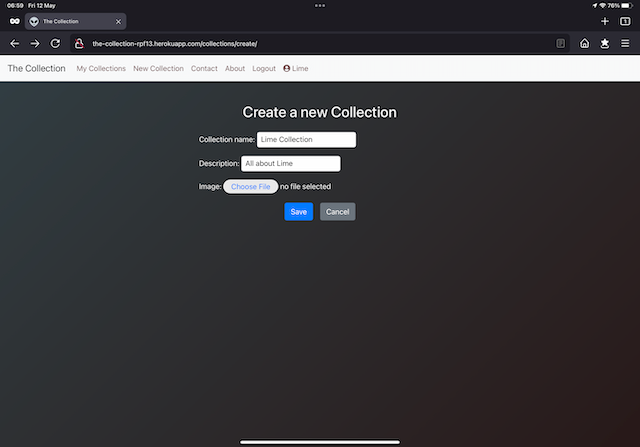 06:59 Fri 12 May 76%
The Collection
1
the-collection-rpf13.herokuapp.com/collections/create/
The Collection My Collections New Collection Contact About Logout Lime
Create a new Collection
Collection name: Lime Collection
Description: All about Lime
Image: Choose File no file selected
Save Cancel